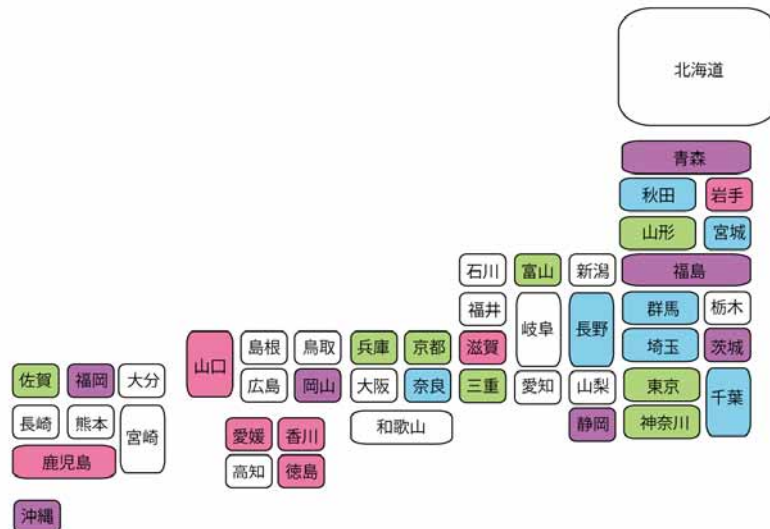 北海道
青森
秋田 岩手
山形 宮城
石川 富山 新潟 福島
福井 岐阜 長野 群馬 栃木
山口 島根 鳥取 兵庫 京都 滋賀 埼玉 茨城
佐賀 福岡 大分 広島 岡山 大阪 奈良 三重 愛知 山梨 東京 千葉
長崎 熊本 宮崎 愛媛 香川 和歌山 静岡 神奈川
鹿児島 高知 徳島
沖縄